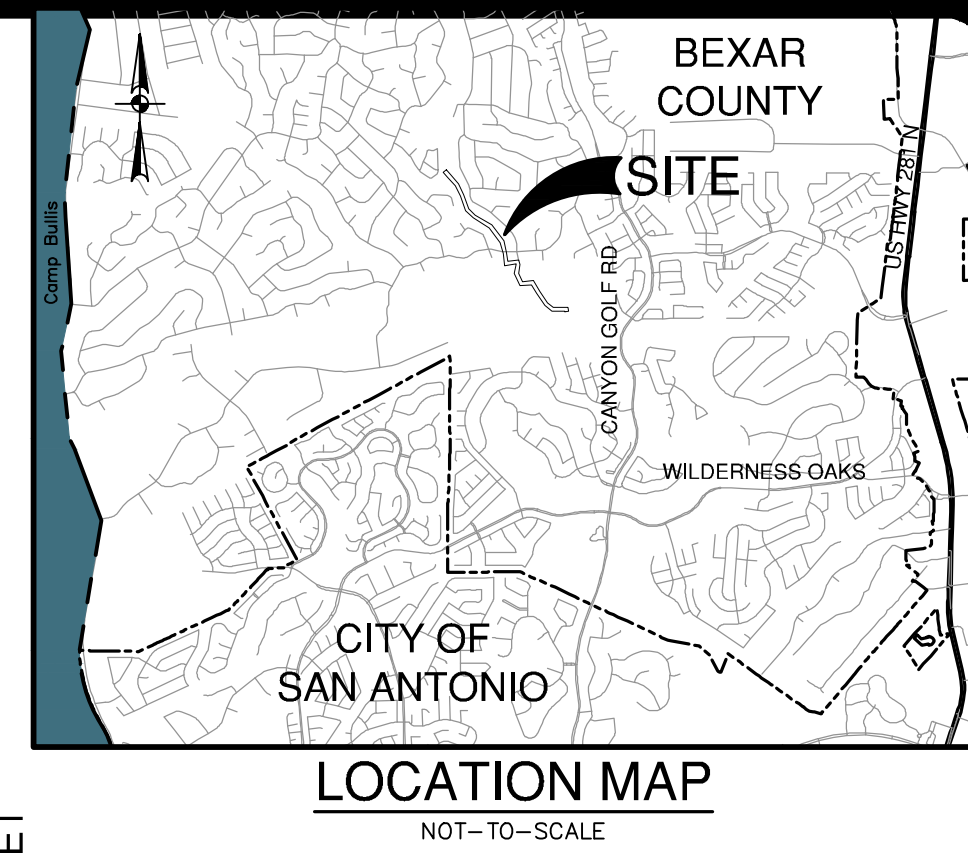 BEXAR
COUNTY
SITE
US HWY 281 N
Camp Bullis
CANYON GOLF RD
WILDERNESS OAKS
CITY OF
SAN ANTONIO
LOCATION MAP
NOT-TO-SCALE